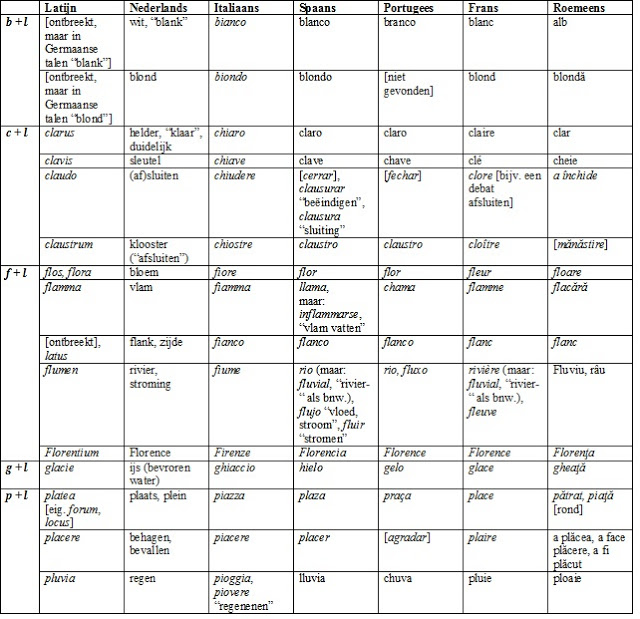 Latijn
Nederlands
Italiaans
Spaans
Portugees
Frans
Roemeens
b + l
[ontbreekt,
maar in
Germaanse
talen "blank"]
wit, "blank"
bianco
blanco
branco
blanc
alb
[ontbreekt,
maar in
Germaanse
talen "blond"]
blond
biondo
blondo
[niet
gevonden]
blond
blondă
c + l
clarus
helder, "klaar",
duidelijk
chiaro
claro
claro
claire
clar
clavis
sleutel
chiave
clave
chave
clé
cheie
claudo
(af)sluiten
chiudere
[cerrar],
clausurar
"beëindigen",
clausura
"sluiting"
[fechar]
clore [bijv. een
debat
afsluiten]
a închide
claustrum
klooster
("afsluiten")
chiostre
claustro
claustro
cloître
[mănăstire]
f + l
flos, flora
bloem
fiore
flor
flor
fleur
floare
flamma
vlam
fiamma
llama,
maar:
inflammarse,
"vlam vatten"
chama
flamme
flacără
[ontbreekt],
latus
flank, zijde
fianco
flanco
flanco
flanc
flanc
flumen
rivier,
stroming
fiume
rio (maar:
fluvial, "rivier-
" als bnw.),
flujo "vloed,
stroom", fluir
"stromen"
rio, fluxo
rivière (maar:
fluvial, "rivier-
" als bnw.),
fleuve
Fluviu, râu
Florentium
Florence
Firenze
Florencia
Florence
Florence
Florența
g + l
glacie
ijs (bevroren
water)
ghiaccio
hielo
gelo
glace
gheață
p + l
platea
[eig. forum,
locus]
plaats, plein
piazza
plaza
praça
place
pătrat, piață
[rond]
placere
behagen,
bevallen
piacere
placer
[agradar]
plaire
a plăcea, a face
plăcere, a fi
plăcut
pluvia
regen
pioggia,
piovere
"regenenen"
lluvia
chuva
pluie
ploaie